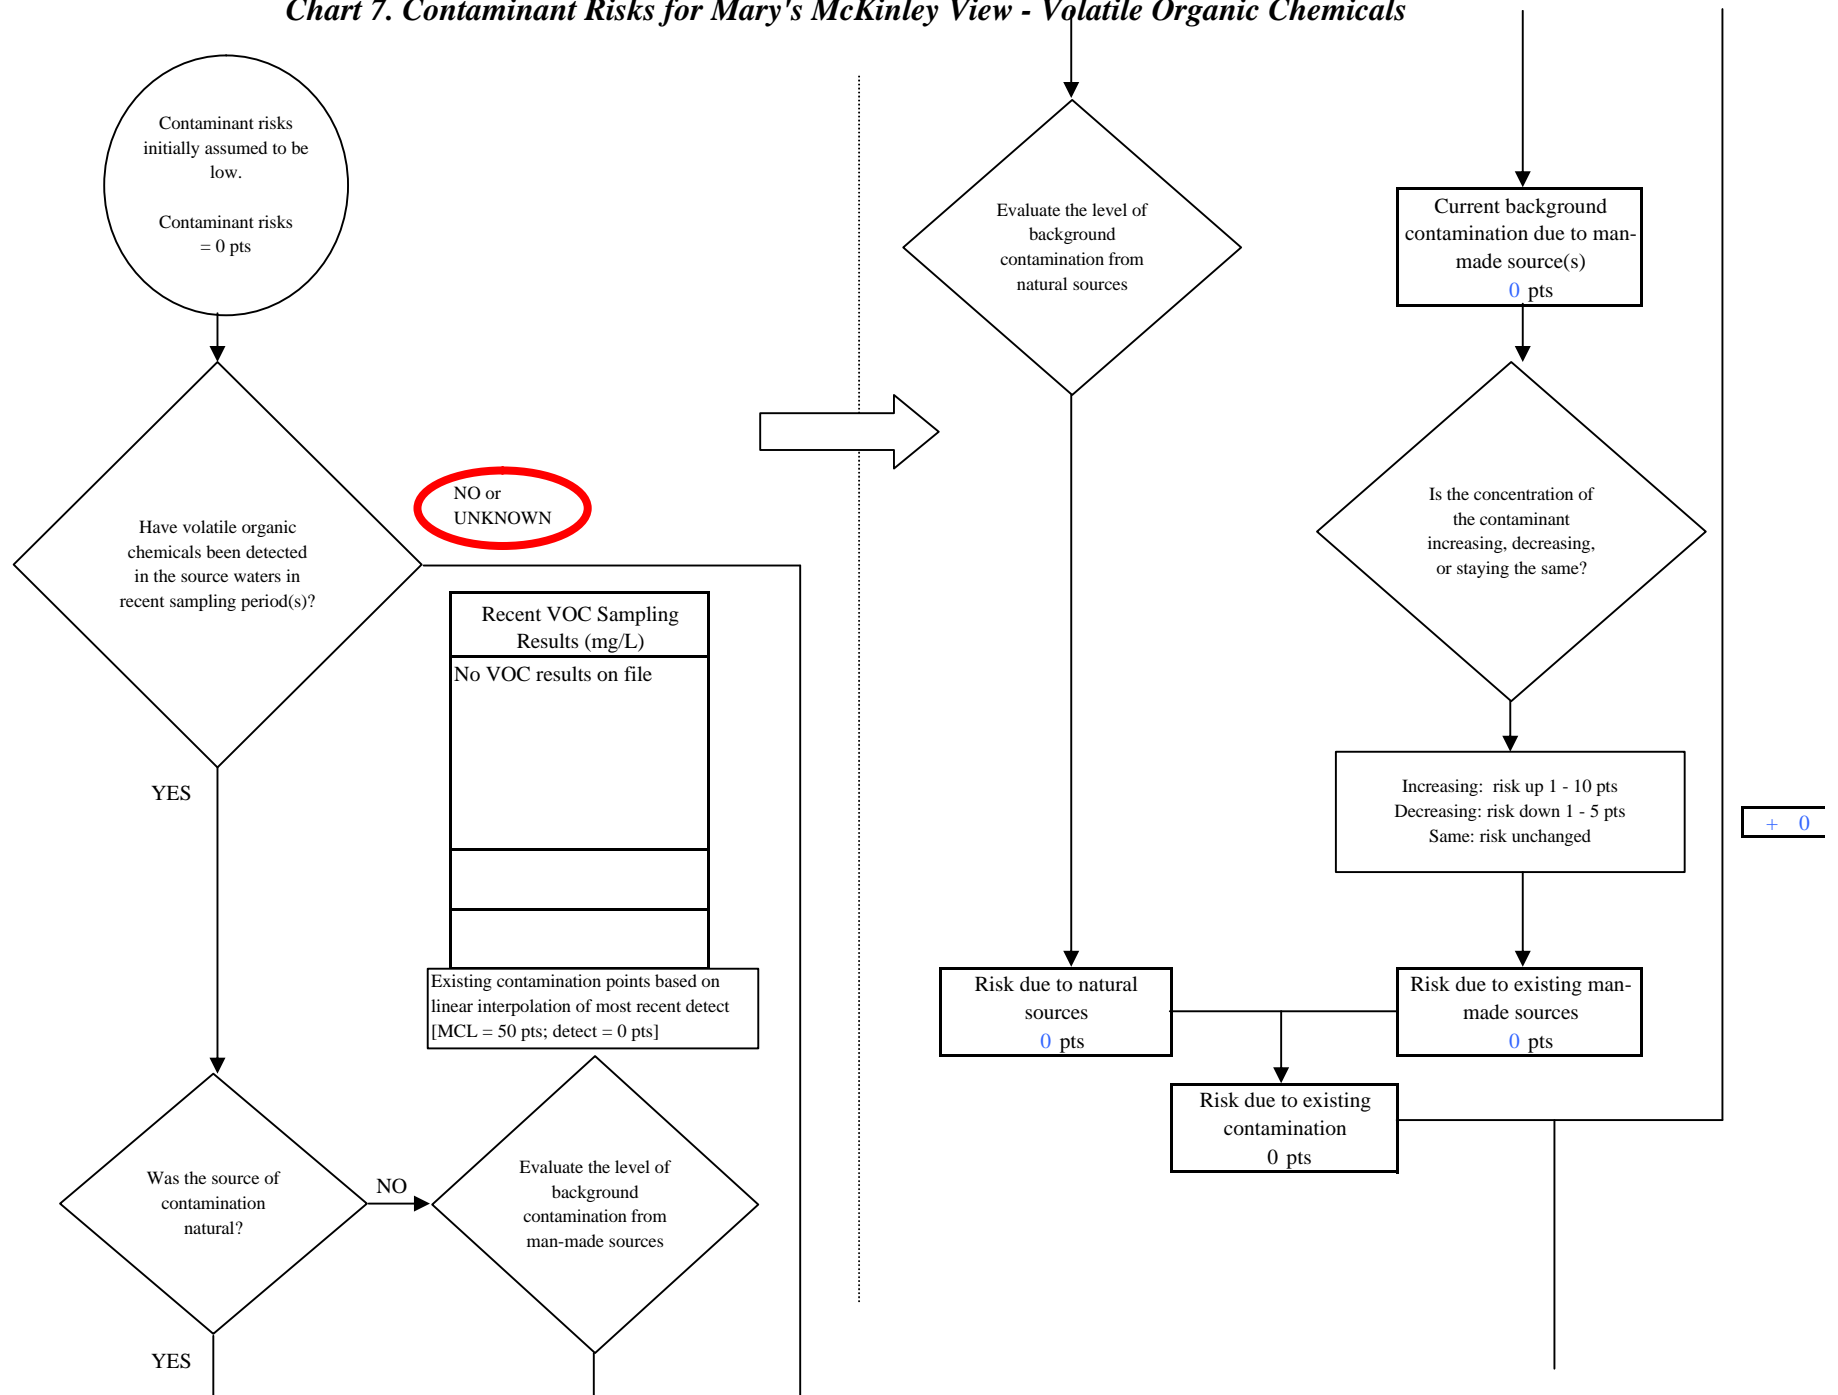 Chart 7. Contaminant Risks for Mary's McKinley View - Volatile Organic Chemicals
Contaminant risks
initially assumed to be
low.
Contaminant risks
= 0 pts
Have volatile organic
chemicals been detected
in the source waters in
recent sampling period(s)?
NO or
UNKNOWN
YES
Recent VOC Sampling
Results (mg/L)
No VOC results on file
Existing contamination points based on
linear interpolation of most recent detect
[MCL = 50 pts; detect = 0 pts]
Was the source of
contamination
natural?
NO
YES
Evaluate the level of
background
contamination from
man-made sources
Evaluate the level of
background
contamination from
natural sources
Current background
contamination due to man-
made source(s)
0 pts
Is the concentration of
the contaminant
increasing, decreasing,
or staying the same?
Increasing: risk up 1 - 10 pts
Decreasing: risk down 1 - 5 pts
Same: risk unchanged
+ 0
Risk due to natural
sources
0 pts
Risk due to existing man-
made sources
0 pts
Risk due to existing
contamination
0 pts